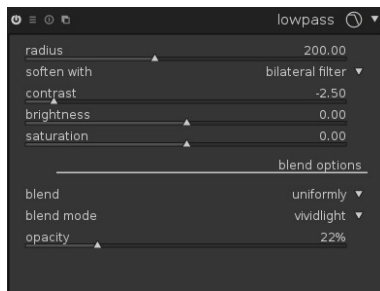 lowpass
radius 200.00
soften with bilateral filter
contrast -2.50
brightness 0.00
saturation 0.00
blend options
blend uniformly
blend mode vividlight
opacity 22%